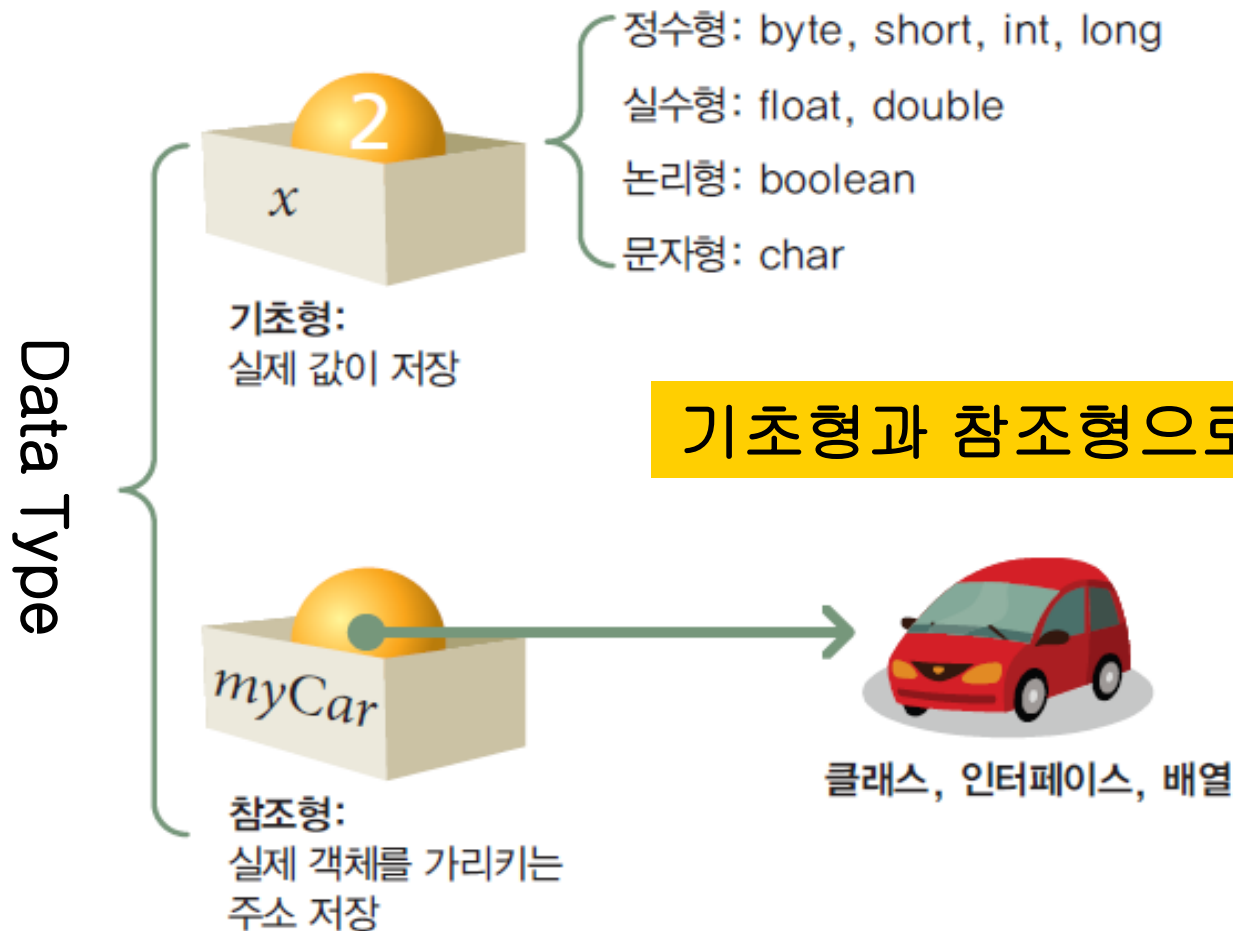 Data Type
2
x
정수형: byte, short, int, long
실수형: float, double
논리형: boolean
문자형: char
기초형:
실제 값이 저장
기초형과 참조형으로
myCar
클래스, 인터페이스, 배열
참조형:
실제 객체를 가리키는
주소 저장